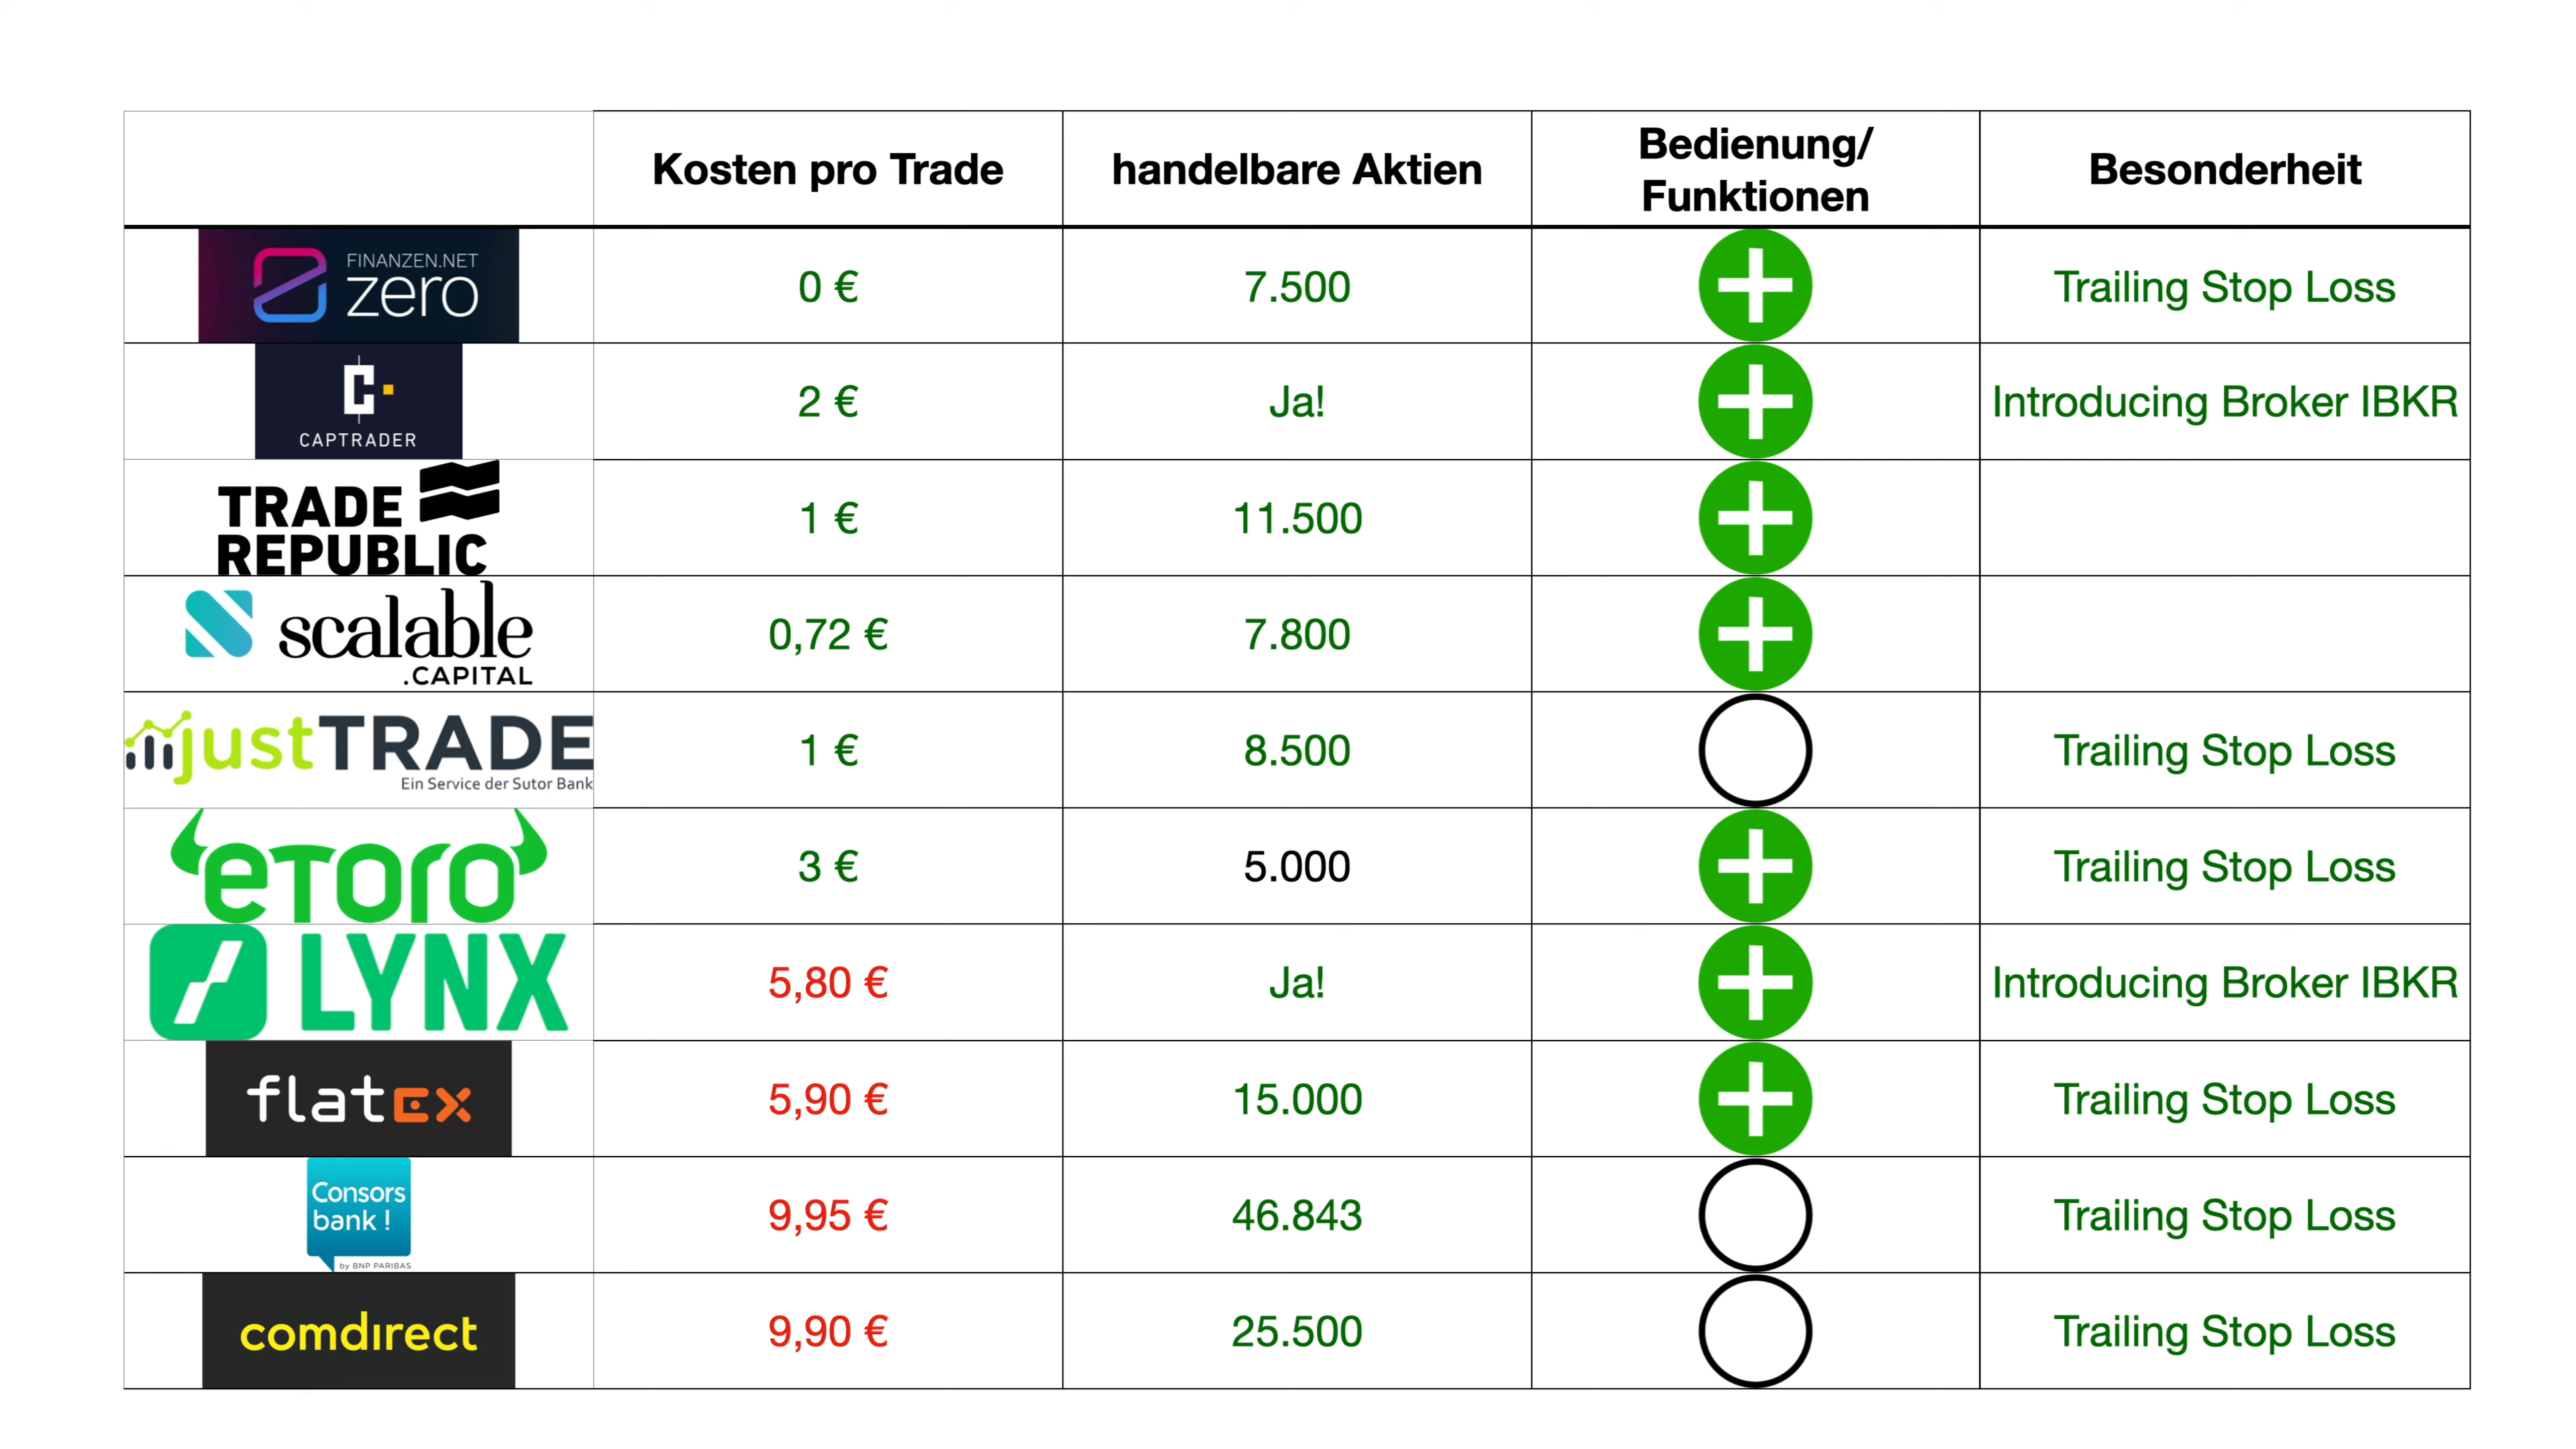 Kosten pro Trade
handelbare Aktien
Bedienung/
Funktionen
Besonderheit
FINANZEN.NET
zero
0 €
7.500
Trailing Stop Loss
CAPTRADER
2 €
Ja!
Introducing Broker IBKR
TRADE
REPUBLIC
1 €
11.500
scalable
.CAPITAL
0,72 €
7.800
justTRADE
Ein Service der Sutor Bank
1 €
8.500
Trailing Stop Loss
eToro
3 €
5.000
Trailing Stop Loss
LYNX
5,80 €
Ja!
Introducing Broker IBKR
flatex
5,90 €
15.000
Trailing Stop Loss
Consors
bank !
by BNP PARIBAS
9,95 €
46.843
Trailing Stop Loss
comdirect
9,90 €
25.500
Trailing Stop Loss